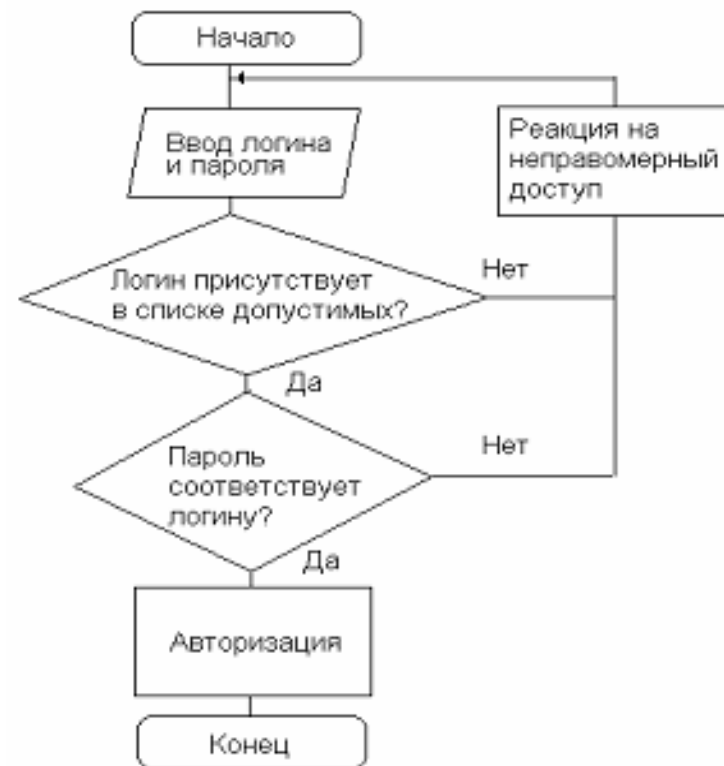 Начало
Ввод логина
и пароля
Реакция на
неправомерный
доступ
Логин присутствует
в списке допустимых?
Нет
Да
Пароль
соответствует
логину?
Нет
Да
Авторизация
Конец